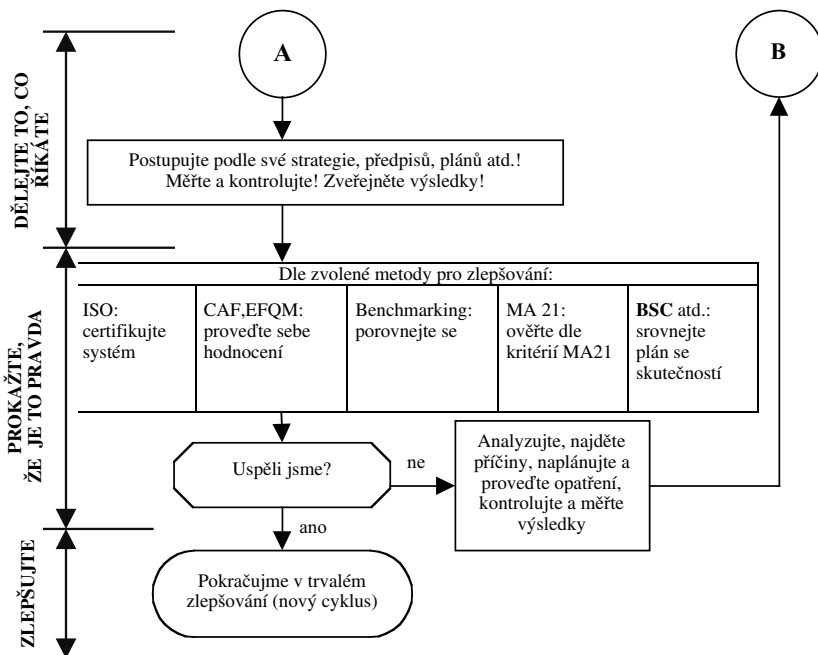 A
B
DĚLEJTE TO, CO
ŘÍKÁTE
Postupujte podle své strategie, předpisů, plánů atd.!
Měřte a kontrolujte! Zveřejněte výsledky!
PROKAŽTE,
ŽE JE TO PRAVDA
Dle zvolené metody pro zlepšování:
ISO:
certifikujte
systém
CAF,EFQM:
proveďte sebe
hodnocení
Benchmarking:
porovnejte se
MA 21:
ověřte dle
kritérií MA21
BSC atd.:
srovnejte
plán se
skutečností
Uspěli jsme?
ne
Analyzujte, najděte
příčiny, naplánujte a
proveďte opatření,
kontrolujte a měřte
výsledky
ano
ZLEPŠUJTE
Pokračujme v trvalém
zlepšování (nový cyklus)